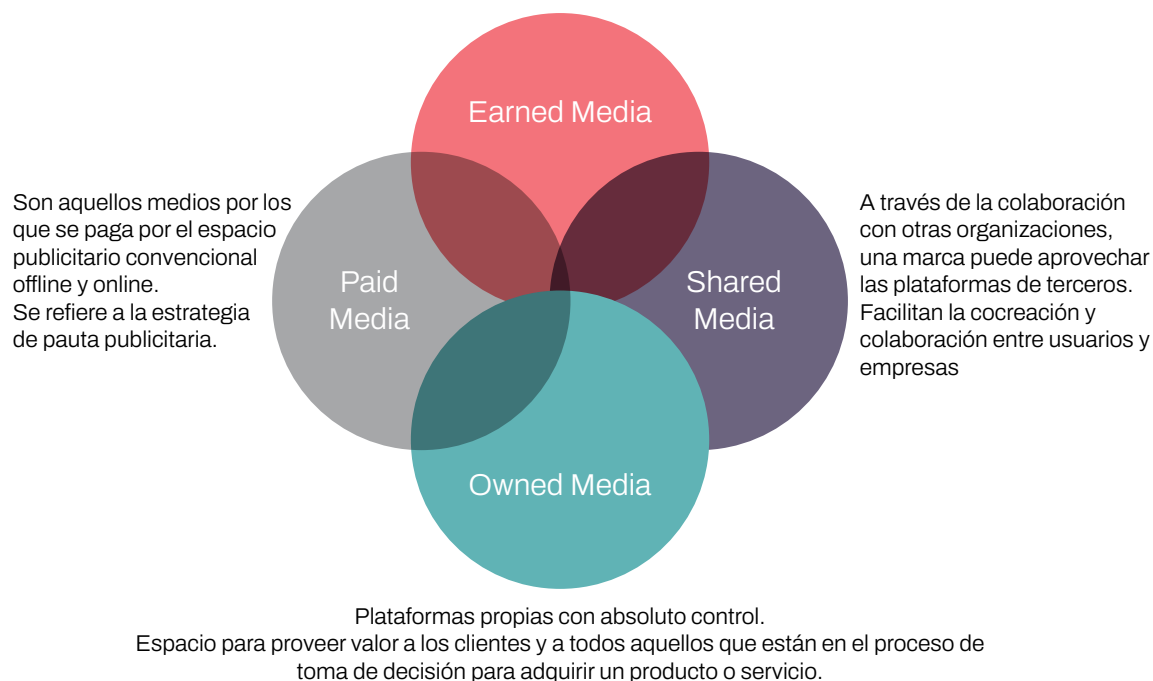 Earned Media
Son aquellos medios por los
que se paga por el espacio
publicitario convencional
offline y online.
Se refiere a la estrategia
de pauta publicitaria.
Paid
Media
Shared
Media
A través de la colaboración
con otras organizaciones,
una marca puede aprovechar
las plataformas de terceros.
Facilitan la cocreación y
colaboración entre usuarios y
empresas
Owned Media
Plataformas propias con absoluto control.
Espacio para proveer valor a los clientes y a todos aquellos que están en el proceso de
toma de decisión para adquirir un producto o servicio.